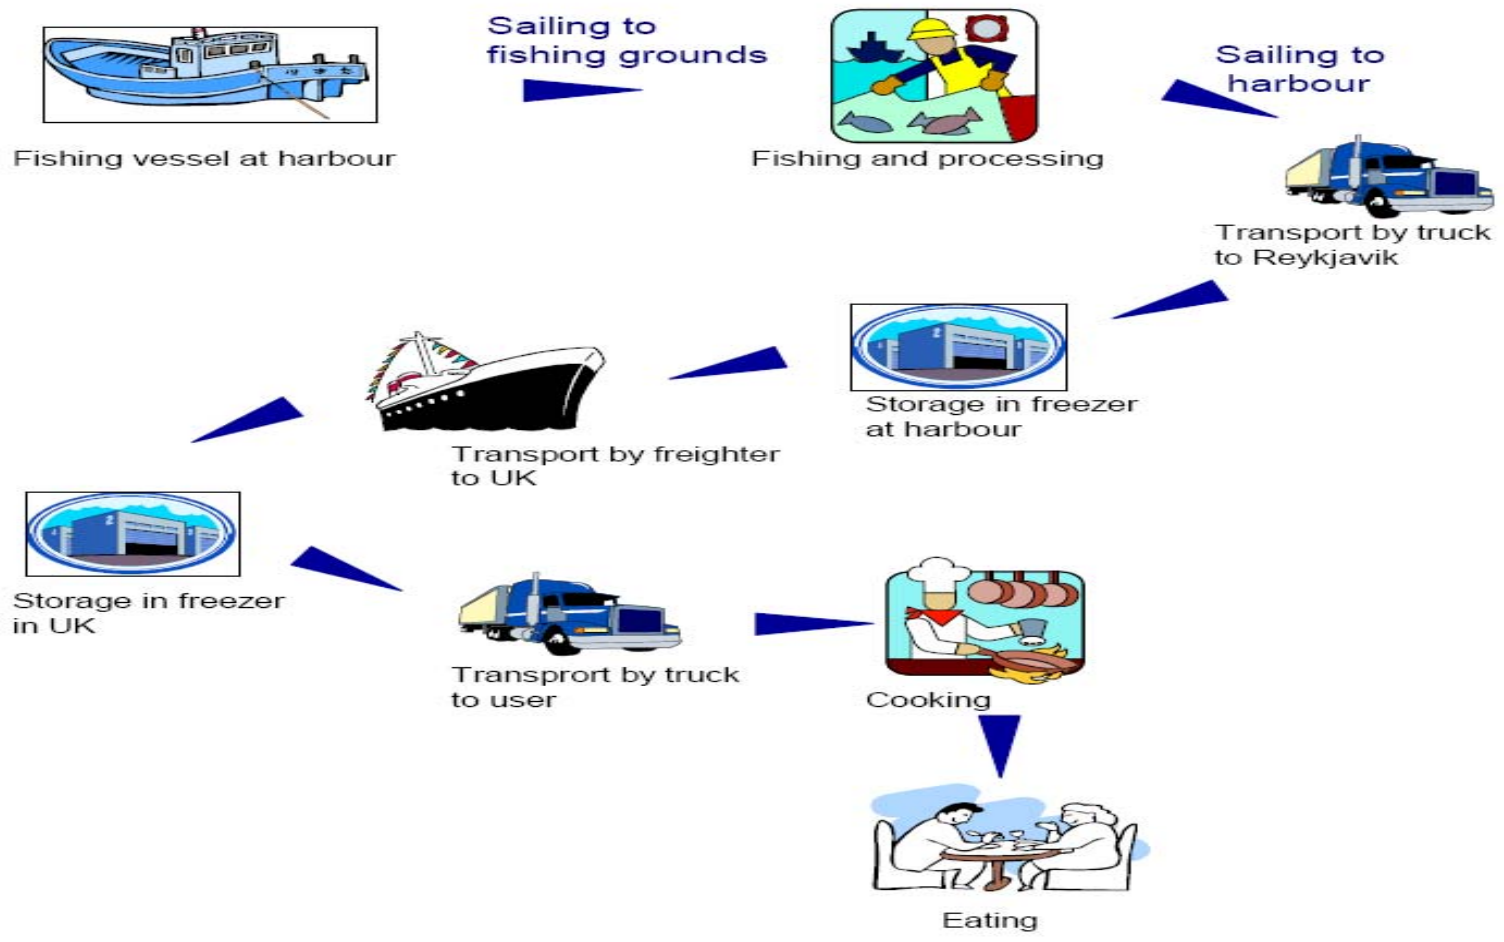 Sailing to
fishing grounds
Sailing to
harbour
Fishing vessel at harbour
Fishing and processing
Transport by truck
to Reykjavik
Storage in freezer
at harbour
Transport by freighter
to UK
Storage in freezer
in UK
Transprort by truck
to user
Cooking
Eating